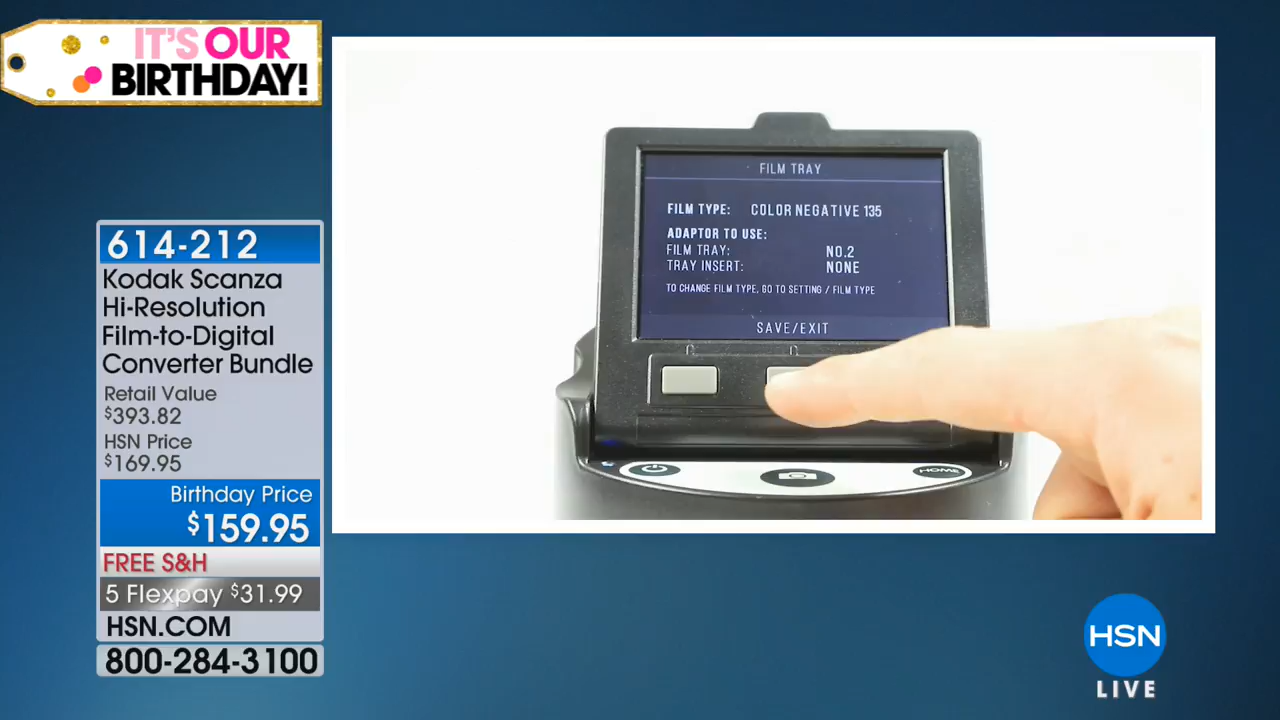 IT'S OUR
BIRTHDAY!
614-212
Kodak Scanza
Hi-Resolution
Film-to-Digital
Converter Bundle
Retail Value
$393.82
HSN Price
$169.95
Birthday Price
$159.95
FREE S&H
5 Flexpay $31.99
HSN.COM
800-284-3100
FILM TRAY
FILM TYPE: COLOR NEGATIVE 135
ADAPTOR TO USE:
FILM TRAY: NO.2
TRAY INSERT: NONE
TO CHANGE FILM TYPE, GO TO SETTING / FILM TYPE
SAVE/EXIT
HOME
HSN
LIVE